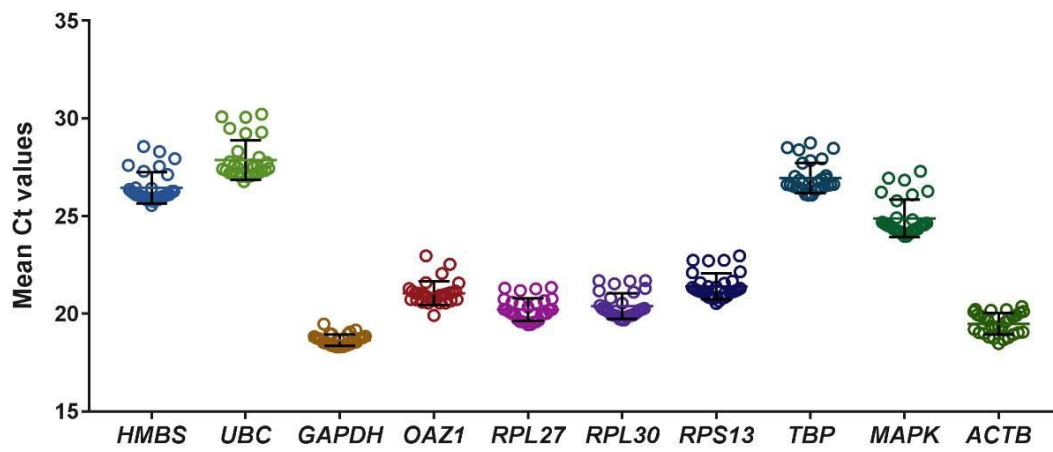 35
30
25
20
15
Mean Ct values
HMBS UBC GAPDH OAZ1 RPL27 RPL30 RPS13 TBP MAPK ACTB